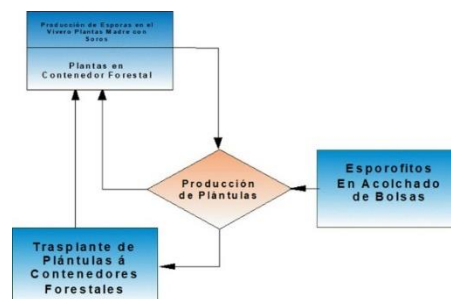 Producción de Esporas en el
Vivero Plantas Madre con
Soros
Plantas en
Contenedor Forestal
Producción
de Plántulas
Esporofitos
En Acolchado
de Bolsas
Trasplante de
Plántulas á
Contenedores
Forestales